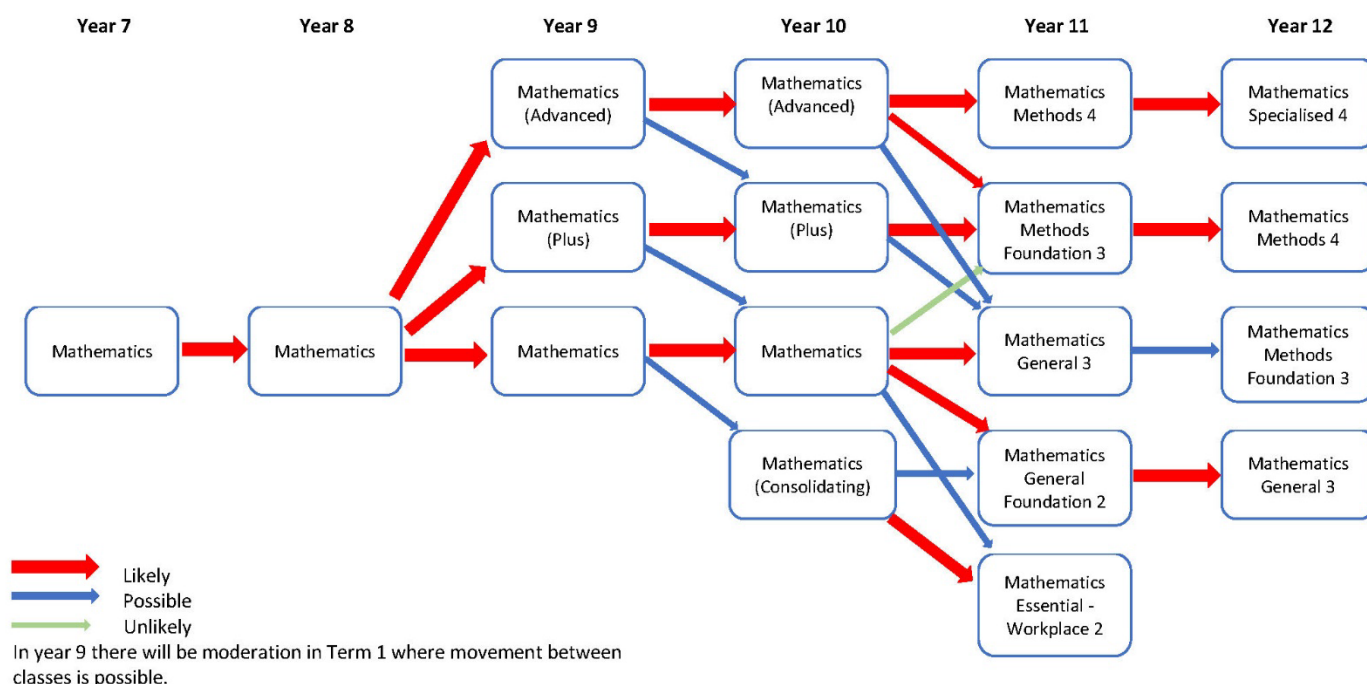 Year 7
Year 8
Year 9
Year 10
Year 11
Year 12
Mathematics
(Advanced)
Mathematics
(Advanced)
Mathematics
Methods 4
Mathematics
Specialised 4
Mathematics
(Plus)
Mathematics
(Plus)
Mathematics
Methods
Foundation 3
Mathematics
Methods 4
Mathematics
Mathematics
Mathematics
Mathematics
Mathematics
General 3
Mathematics
Methods
Foundation 3
Mathematics
(Consolidating)
Mathematics
General
Foundation 2
Mathematics
General 3
Mathematics
Essential -
Workplace 2
Likely
Possible
Unlikely
In year 9 there will be moderation in Term 1 where movement between
classes is possible.